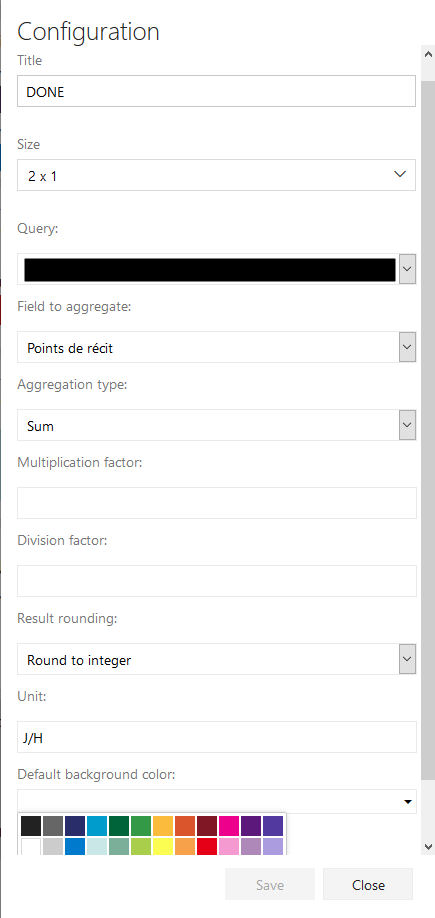 Configuration
Title
DONE
Size
2 x 1
Query:
Field to aggregate:
Points de récit
Aggregation type:
Sum
Multiplication factor:
Division factor:
Result rounding:
Round to integer
Unit:
J/H
Default background color:
Save
Close